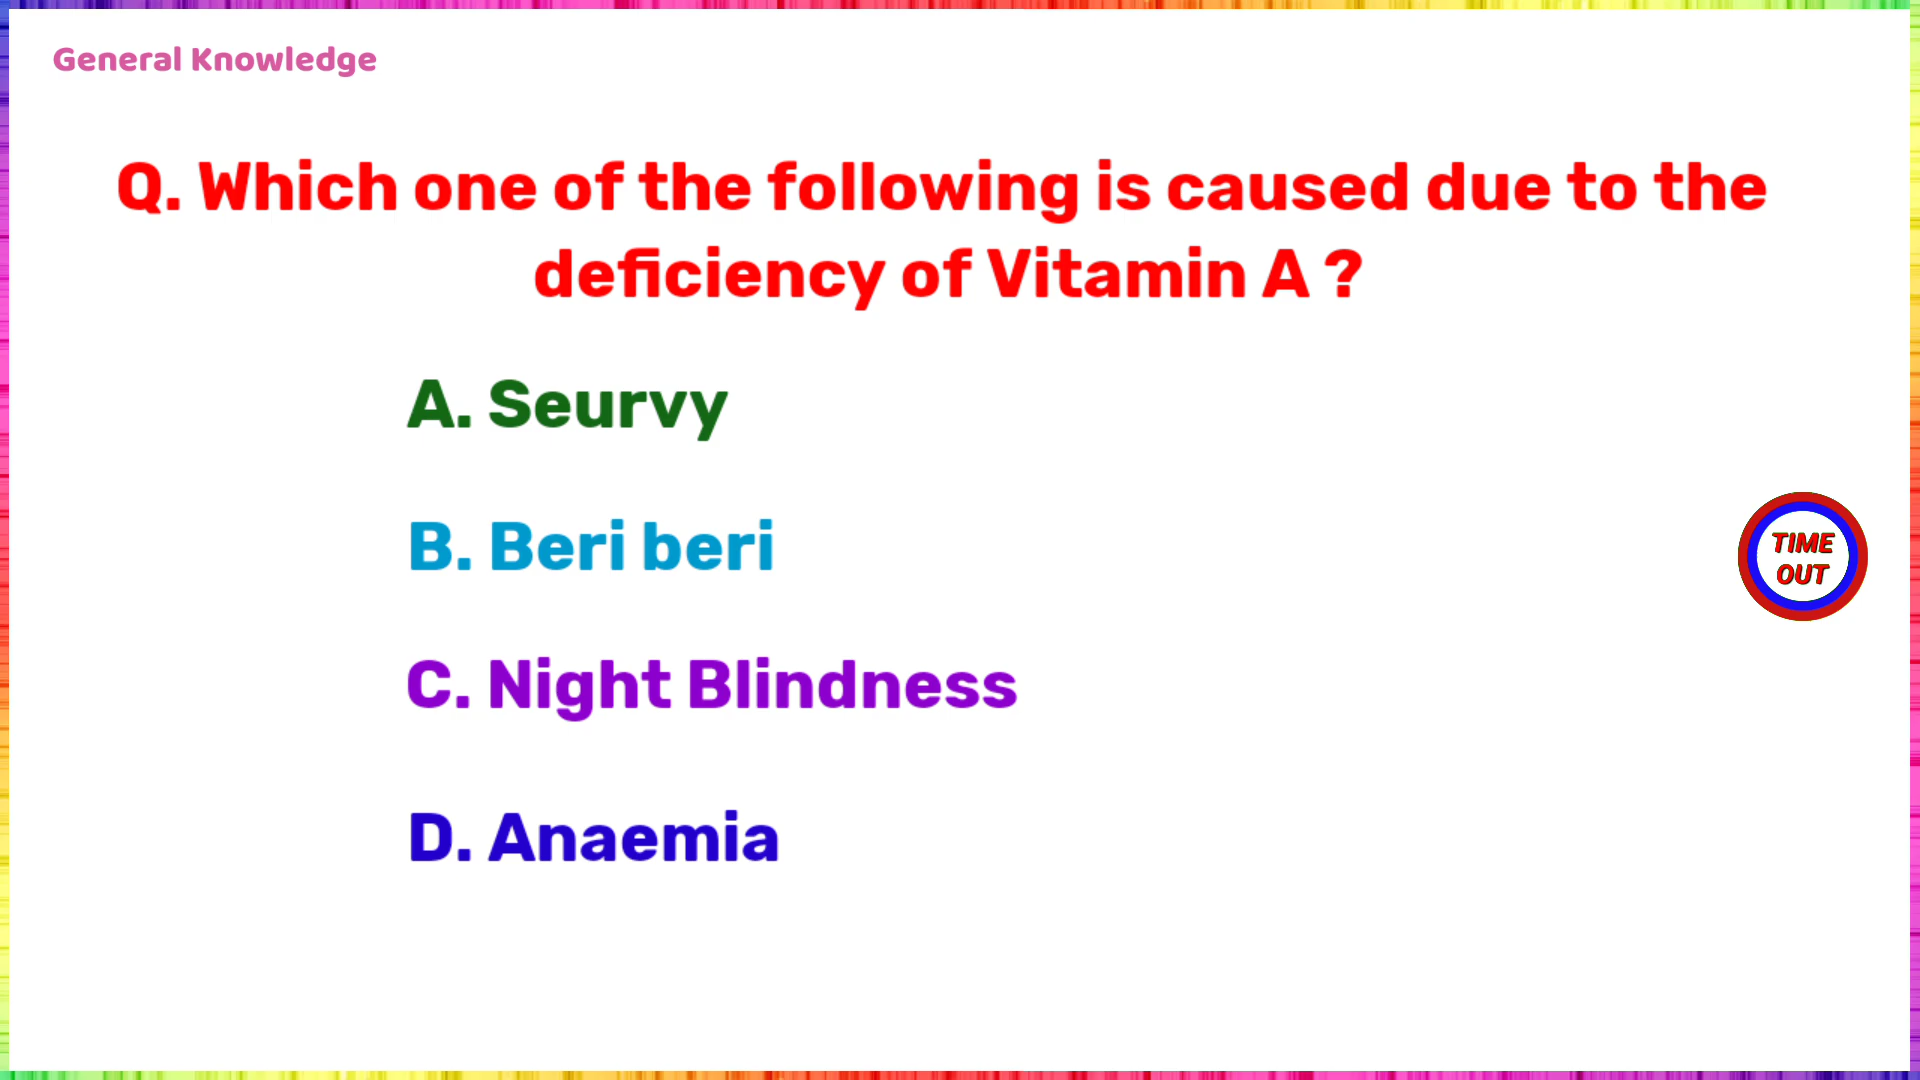 General Knowledge
Q. Which one of the following is caused due to the
deficiency of Vitamin A ?
A. Seurvy
B. Beri beri
TIME
OUT
C. Night Blindness
D. Anaemia